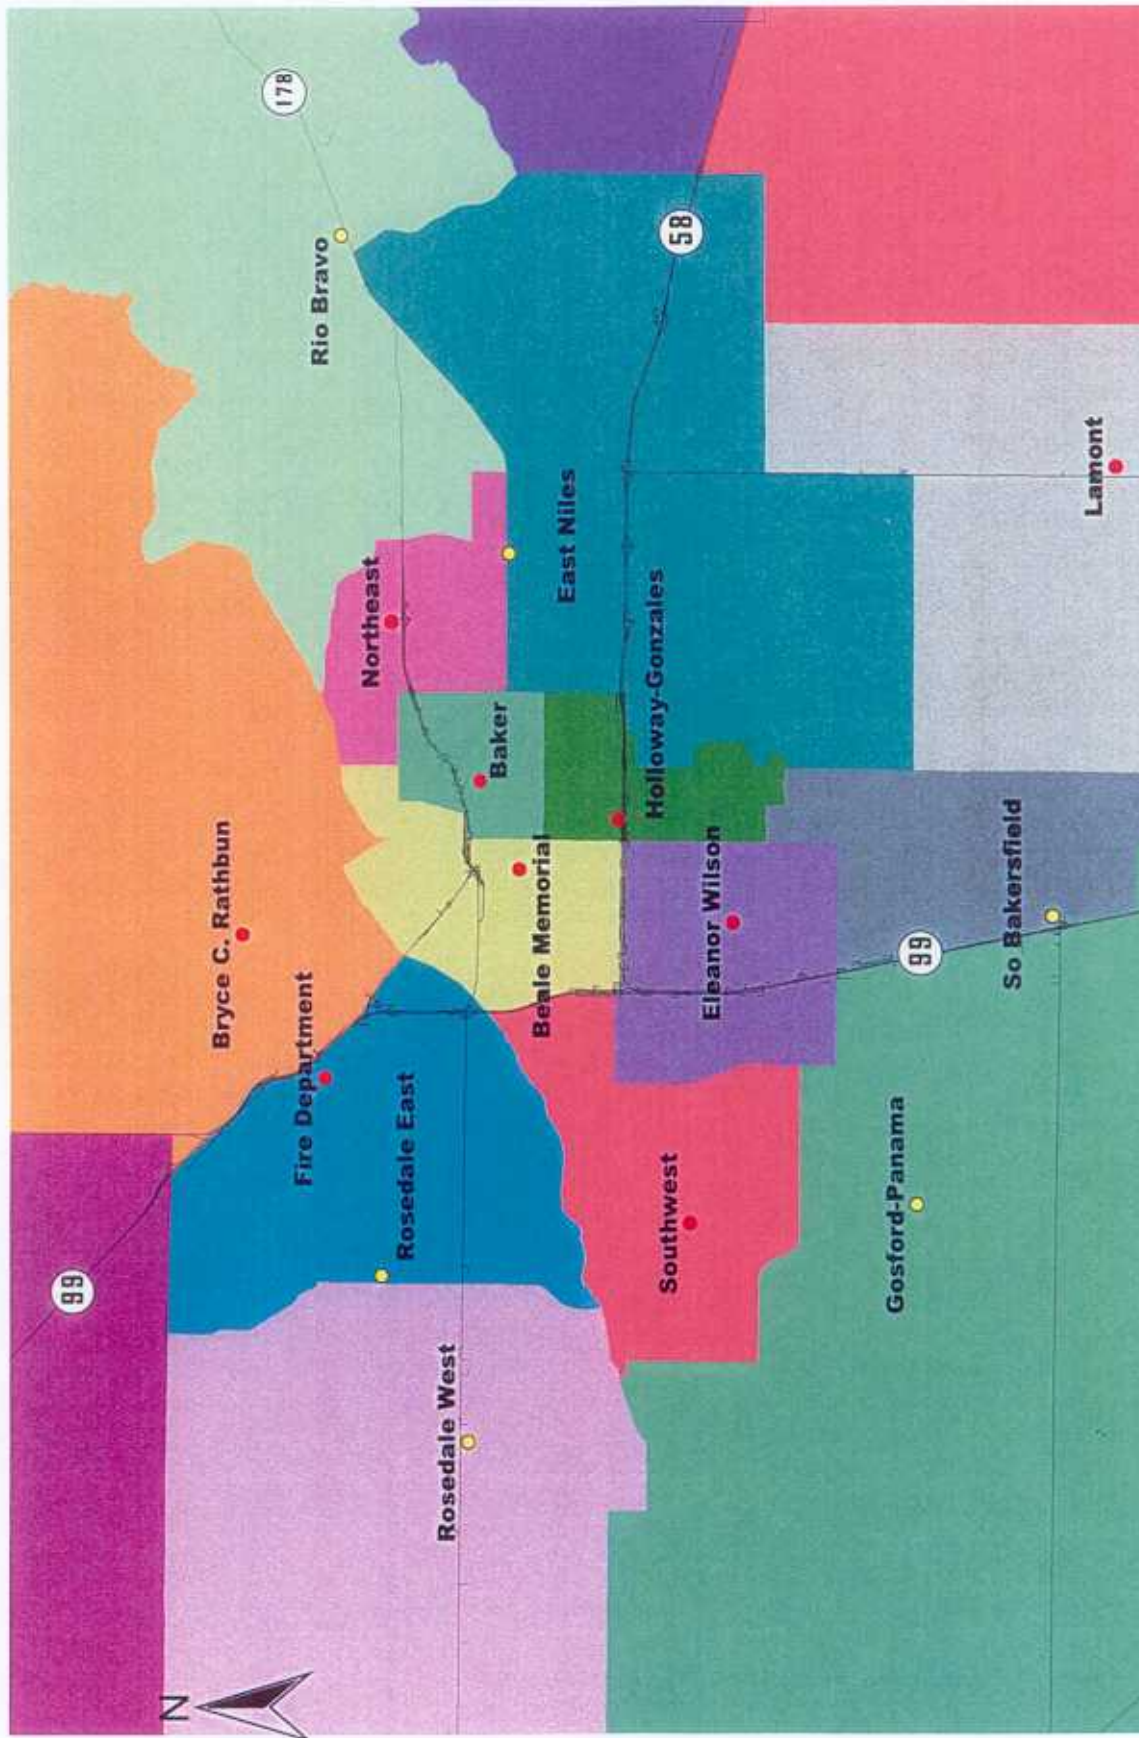 178
Rio Bravo
58
Bryce C. Rathbun
Northeast
East Niles
Lamont
Baker
Holloway-Gonzales
Fire Department
Beale Memorial
Eleanor Wilson
So Bakersfield
99
99
Rosedale East
Southwest
Gosford-Panama
Rosedale West
N